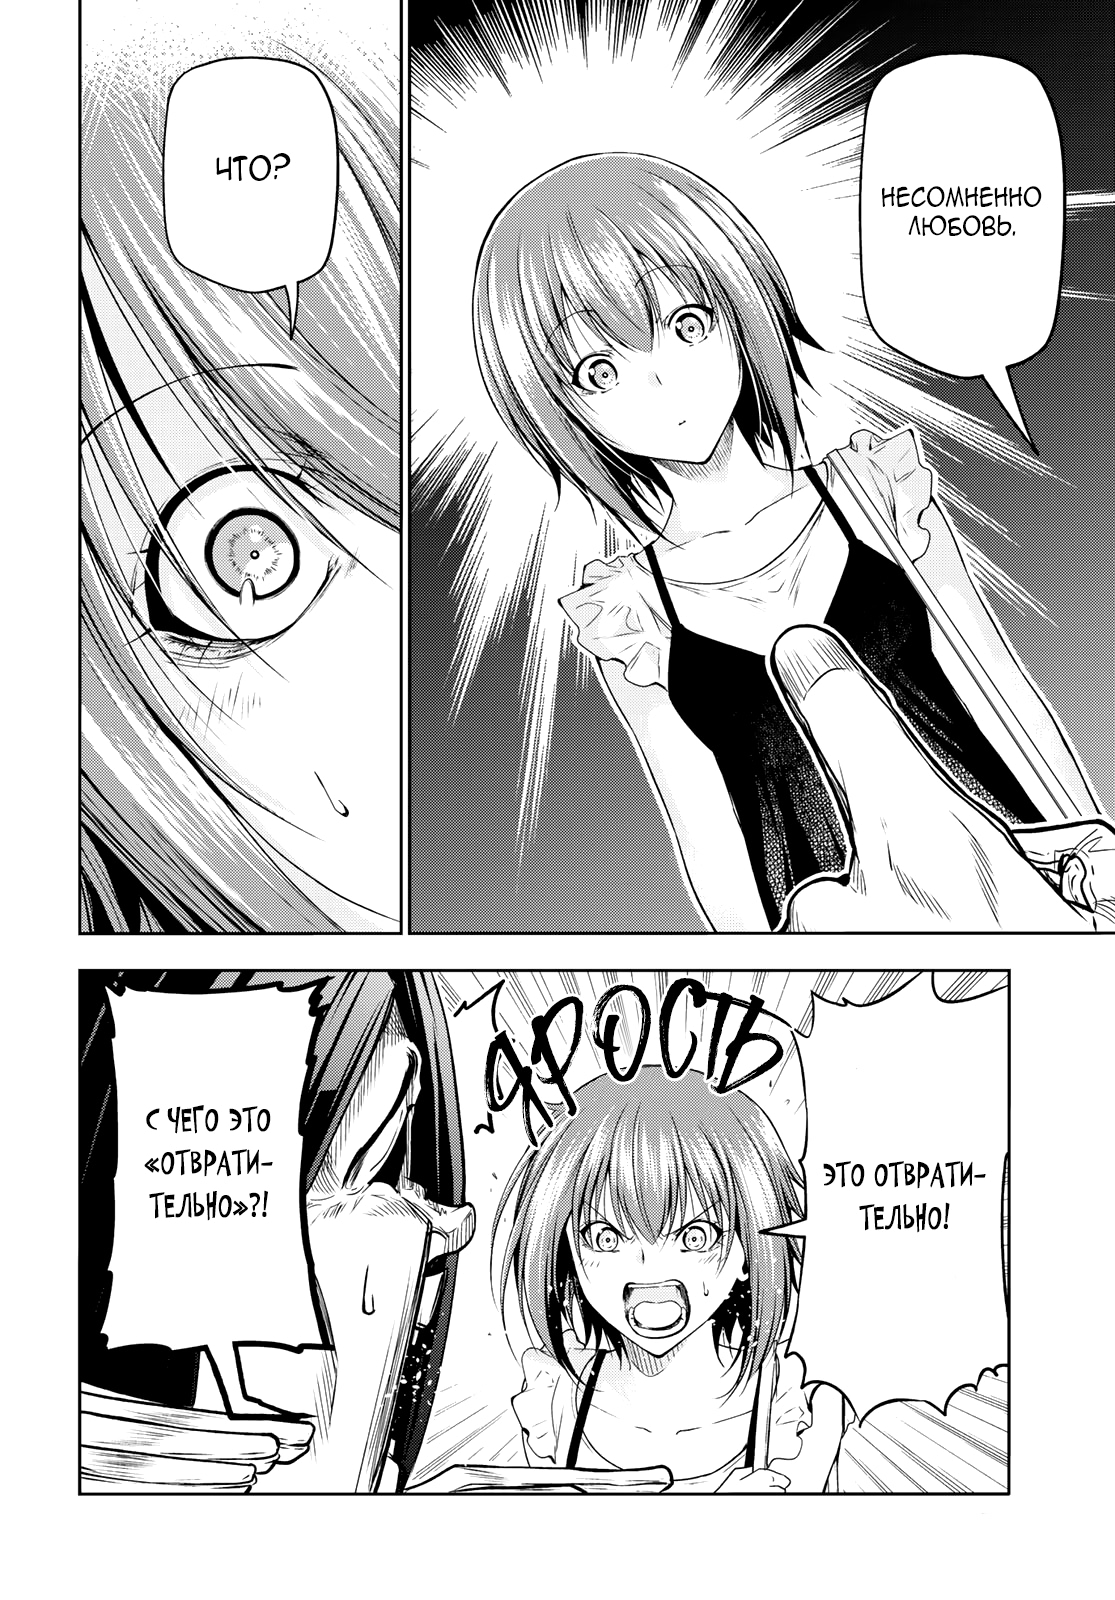 НЕСОМНЕННО
ЛЮБОВЬ.
ЧТО?
ЯРОСТЬ
ЭТО ОТВРАТИ-
ТЕЛЬНО!
С ЧЕГО ЭТО
«ОТВРАТИ-
ТЕЛЬНО»?!